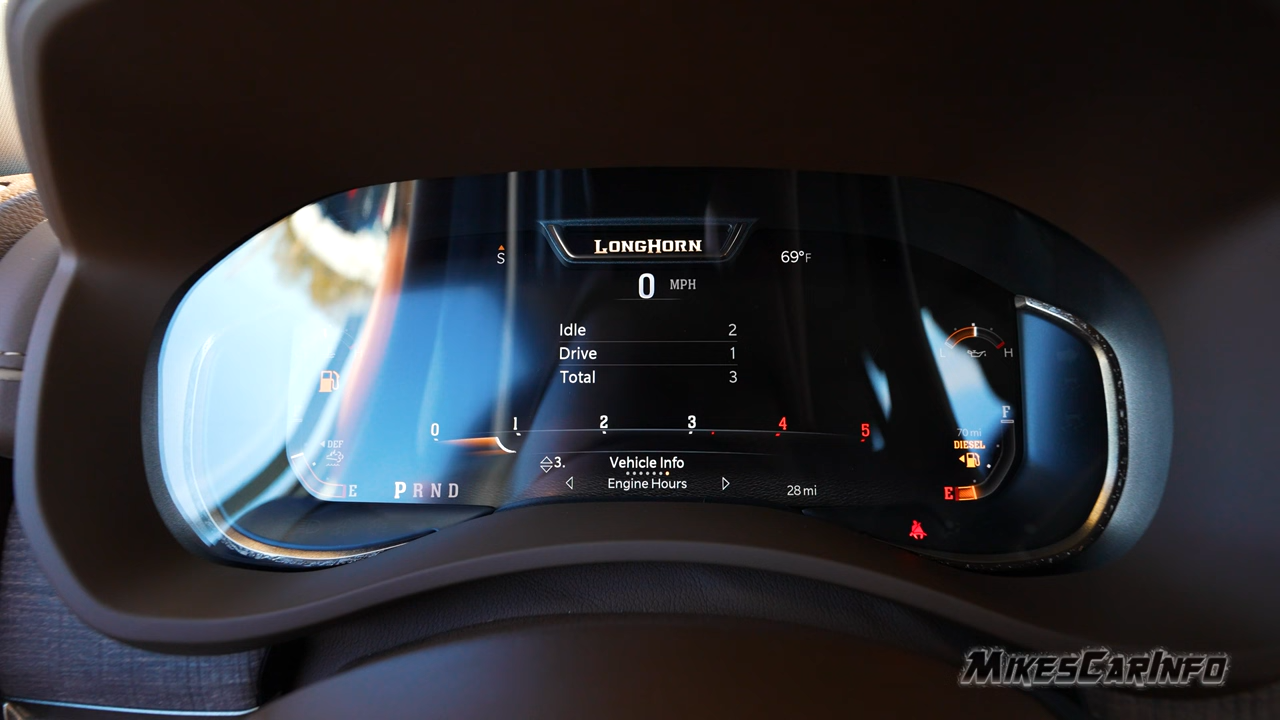 LONGHORN
S
69°F
0 MPH
Idle 2
Drive 1
Total 3
L H
F
70 mi
DIESEL
E
DEF
E
0 1 2 3 4 5
3. Vehicle Info
Engine Hours
P R N D
28 mi
MIKESCARINFO